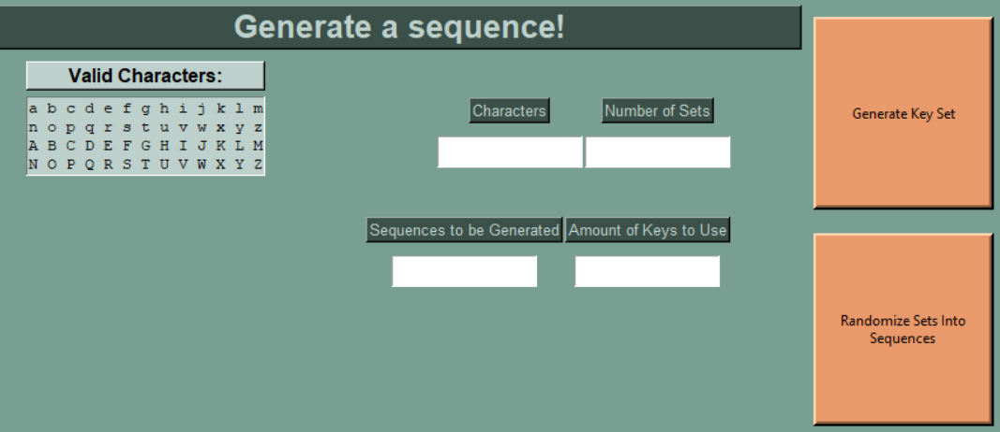 Generate a sequence!
Valid Characters:
a b c d e f g h i j k l m
n o p q r s t u v w x y z
A B C D E F G H I J K L M
N O P Q R S T U V W X Y Z
Characters Number of Sets
Sequences to be Generated Amount of Keys to Use
Generate Key Set
Randomize Sets Into
Sequences